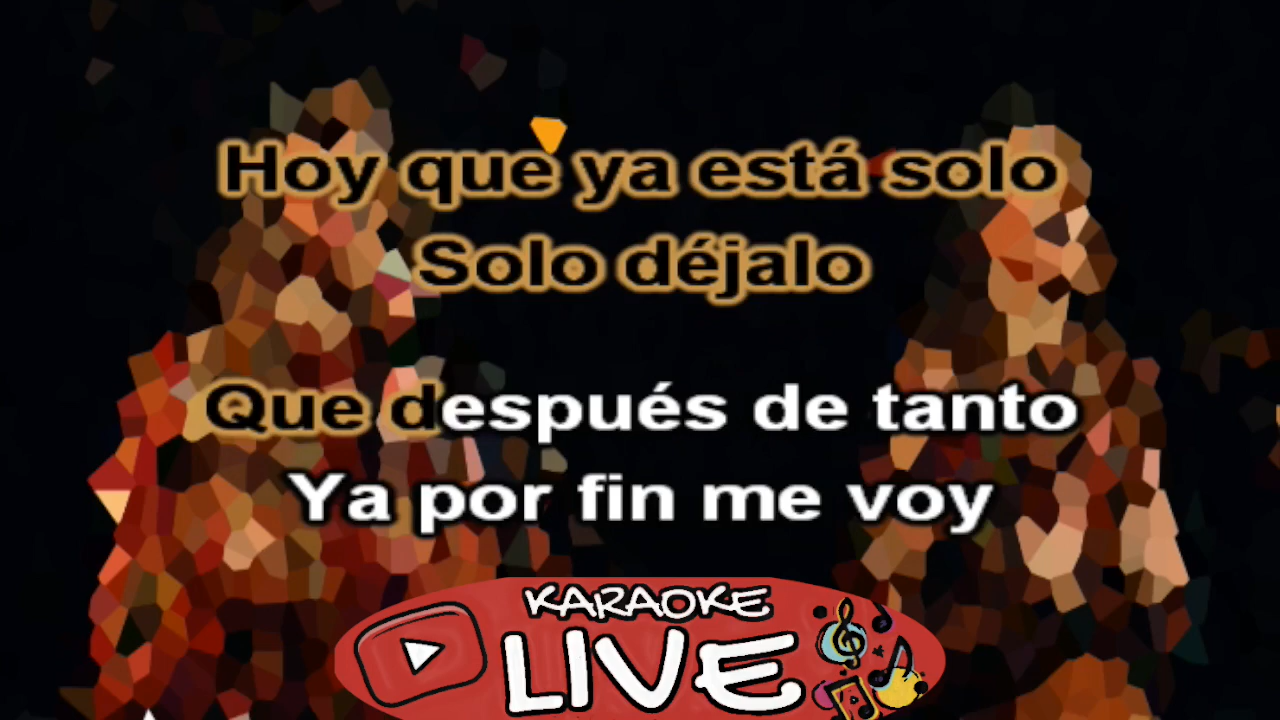 Hoy que ya está solo
Solo déjalo
Que después de tanto
Ya por fin me voy
KARAOKE
LIVE